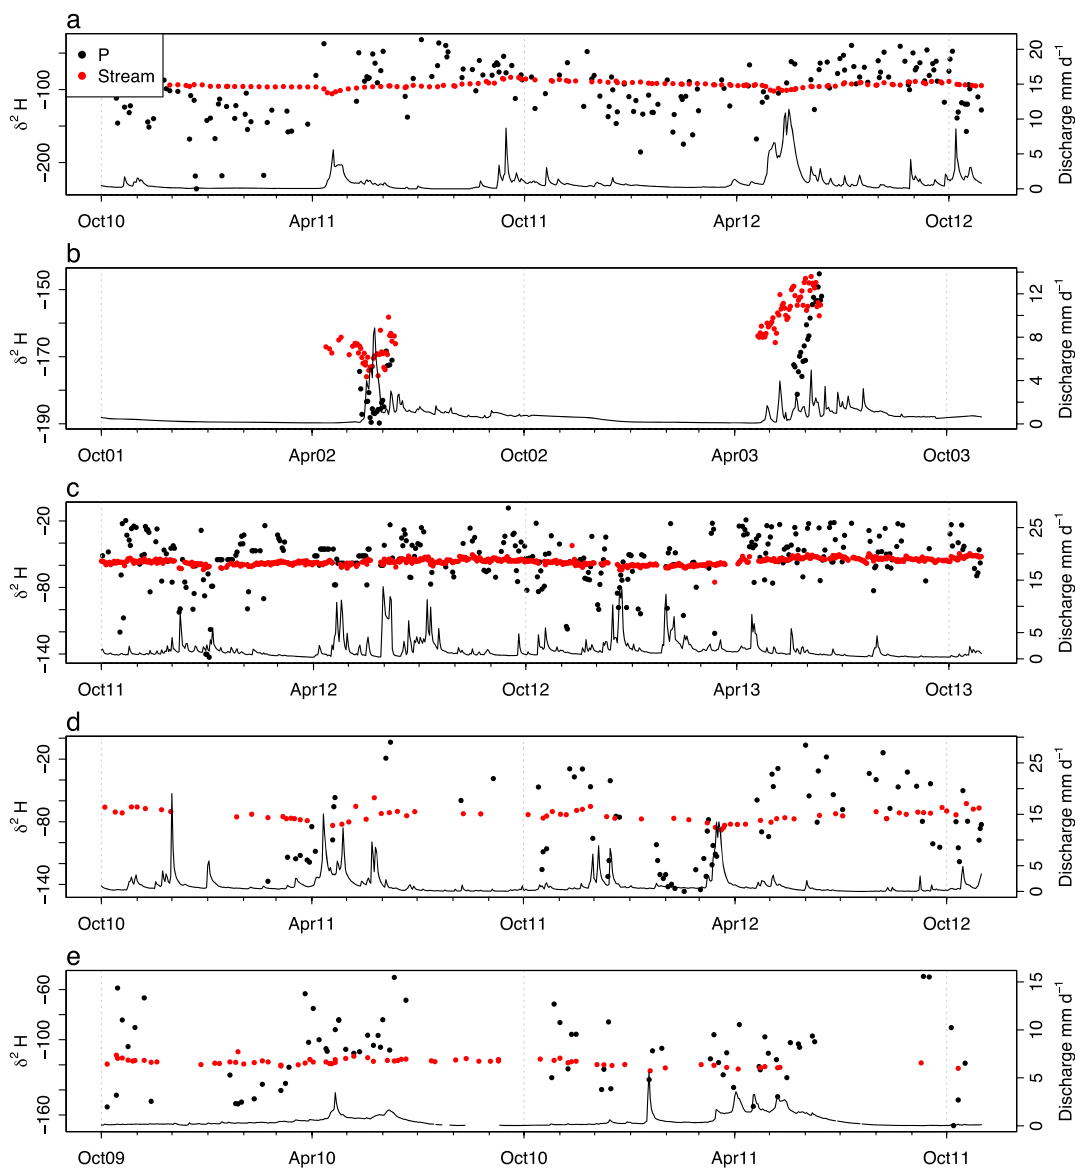 a
P
Stream
−100
−200
δ² H
0
5
10
15
20
Discharge mm d⁻¹
Oct10
Apr11
Oct11
Apr12
Oct12
b
−150
−170
−190
δ² H
0
4
8
12
Discharge mm d⁻¹
Oct01
Apr02
Oct02
Apr03
Oct03
c
−20
−80
−140
δ² H
0
5
10
15
25
Discharge mm d⁻¹
Oct11
Apr12
Oct12
Apr13
Oct13
d
−20
−80
−140
δ² H
0
5
10
15
25
Discharge mm d⁻¹
Oct10
Apr11
Oct11
Apr12
Oct12
e
−60
−100
−160
δ² H
0
5
10
15
Discharge mm d⁻¹
Oct09
Apr10
Oct10
Apr11
Oct11